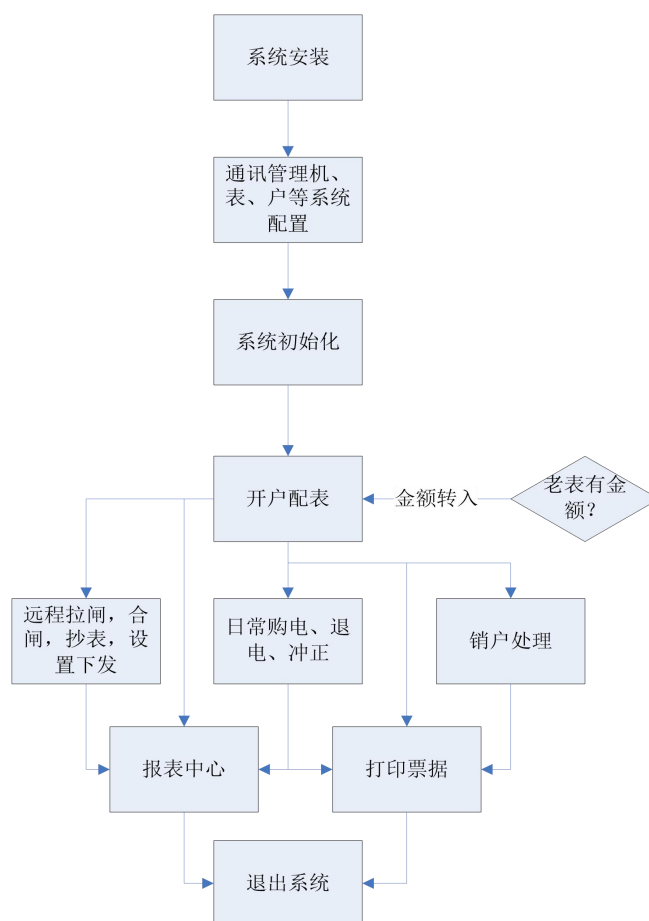 系统安装
通讯管理机、
表、户等系统
配置
系统初始化
开户配表
金额转入
老表有金
额？
远程拉闸，合
闸，抄表，设
置下发
日常购电、退
电、冲正
销户处理
报表中心
打印票据
退出系统